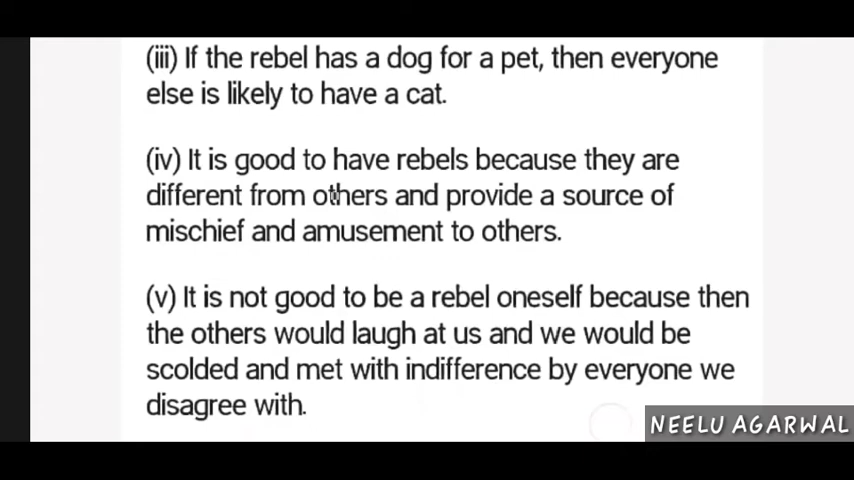 (iii) If the rebel has a dog for a pet, then everyone
else is likely to have a cat.
(iv) It is good to have rebels because they are
different from others and provide a source of
mischief and amusement to others.
(v) It is not good to be a rebel oneself because then
the others would laugh at us and we would be
scolded and met with indifference by everyone we
disagree with.
NEELU AGARWAL